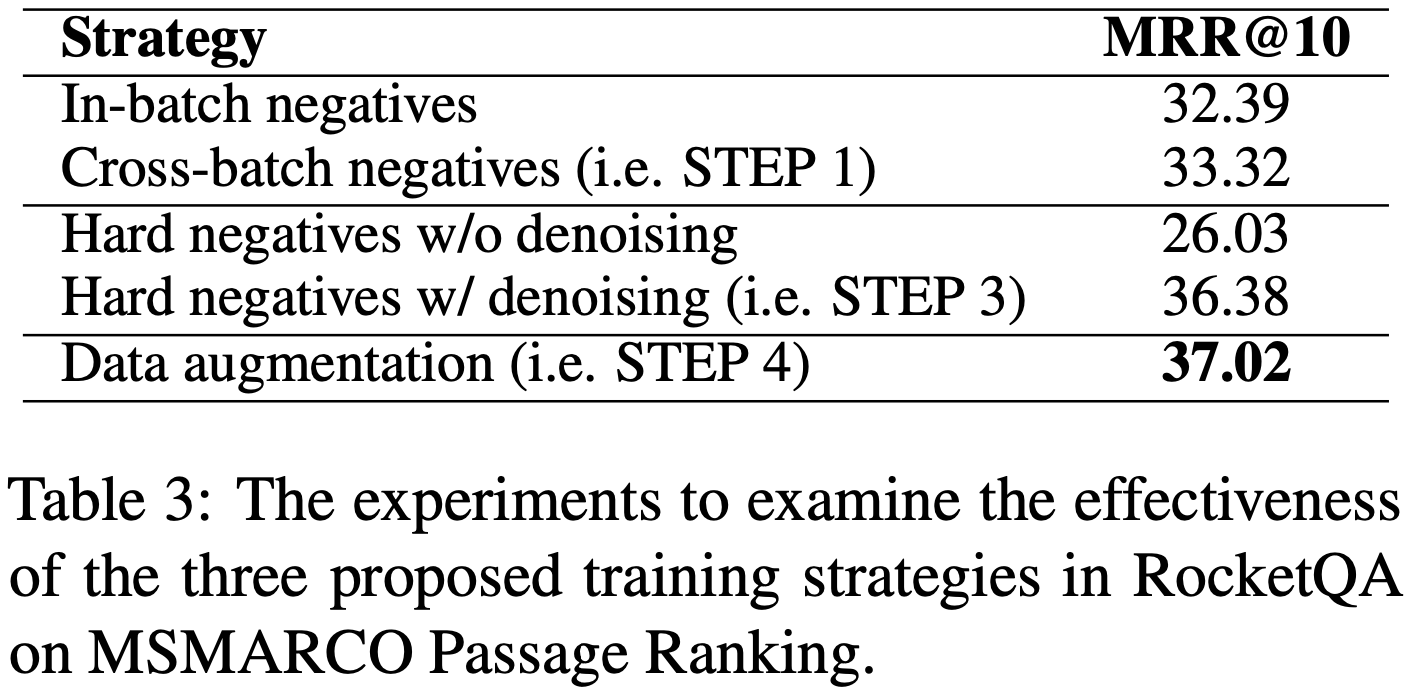 Strategy MRR@10
In-batch negatives 32.39
Cross-batch negatives (i.e. STEP 1) 33.32
Hard negatives w/o denoising 26.03
Hard negatives w/ denoising (i.e. STEP 3) 36.38
Data augmentation (i.e. STEP 4) 37.02
Table 3: The experiments to examine the effectiveness
of the three proposed training strategies in RocketQA
on MSMARCO Passage Ranking.